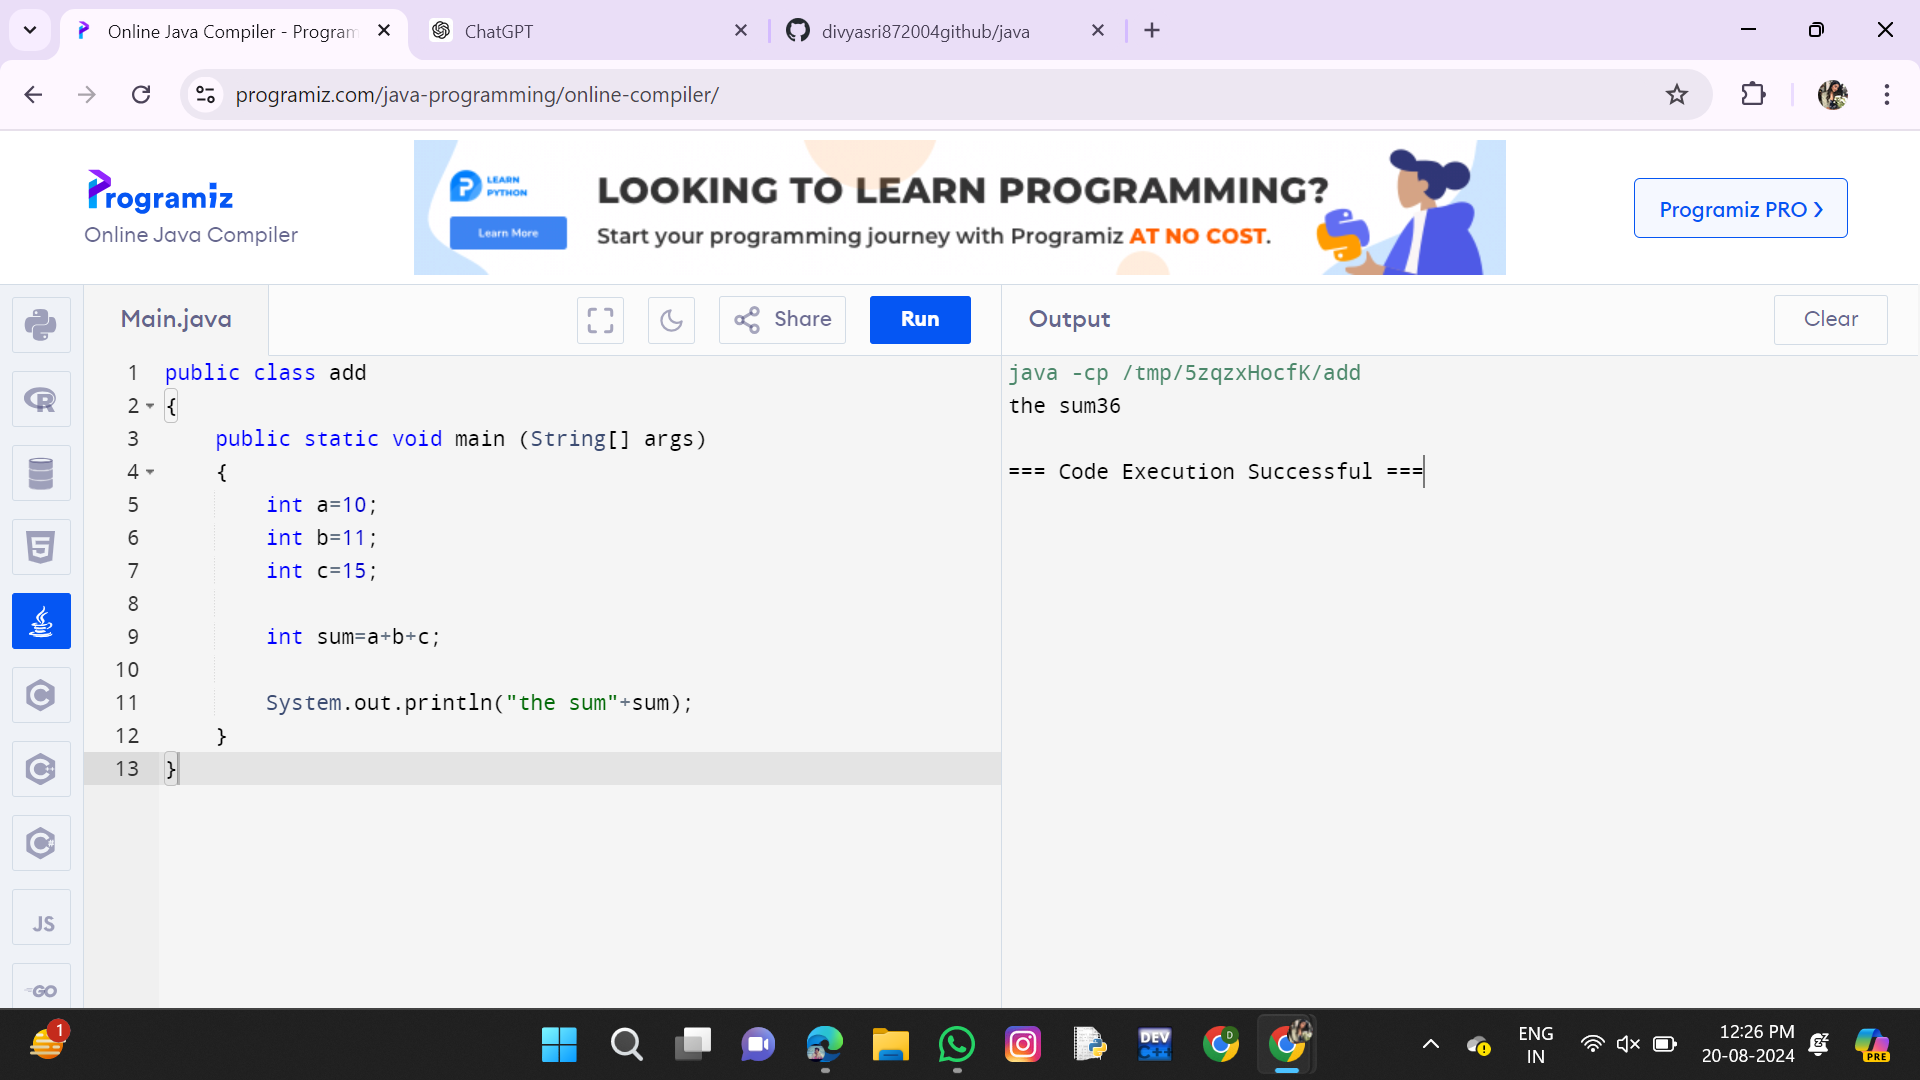 Online Java Compiler - Program
ChatGPT
divyasri872004github/java
programiz.com/java-programming/online-compiler/
Programiz
Online Java Compiler
LEARN
PYTHON
Learn More
LOOKING TO LEARN PROGRAMMING?
Start your programming journey with Programiz AT NO COST.
Programiz PRO
Main.java
Share
Run
Output
Clear
1 public class add
2 {
3     public static void main (String[] args)
4     {
5         int a=10;
6         int b=11;
7         int c=15;
8
9         int sum=a+b+c;
10
11         System.out.println("the sum"+sum);
12     }
13 }
java -cp /tmp/5zqzxHocfK/add
the sum36
=== Code Execution Successful ===
R
5
C
C++
C#
JS
GO
1
DEV
C++
D
ENG
IN
12:26 PM
20-08-2024
PRE